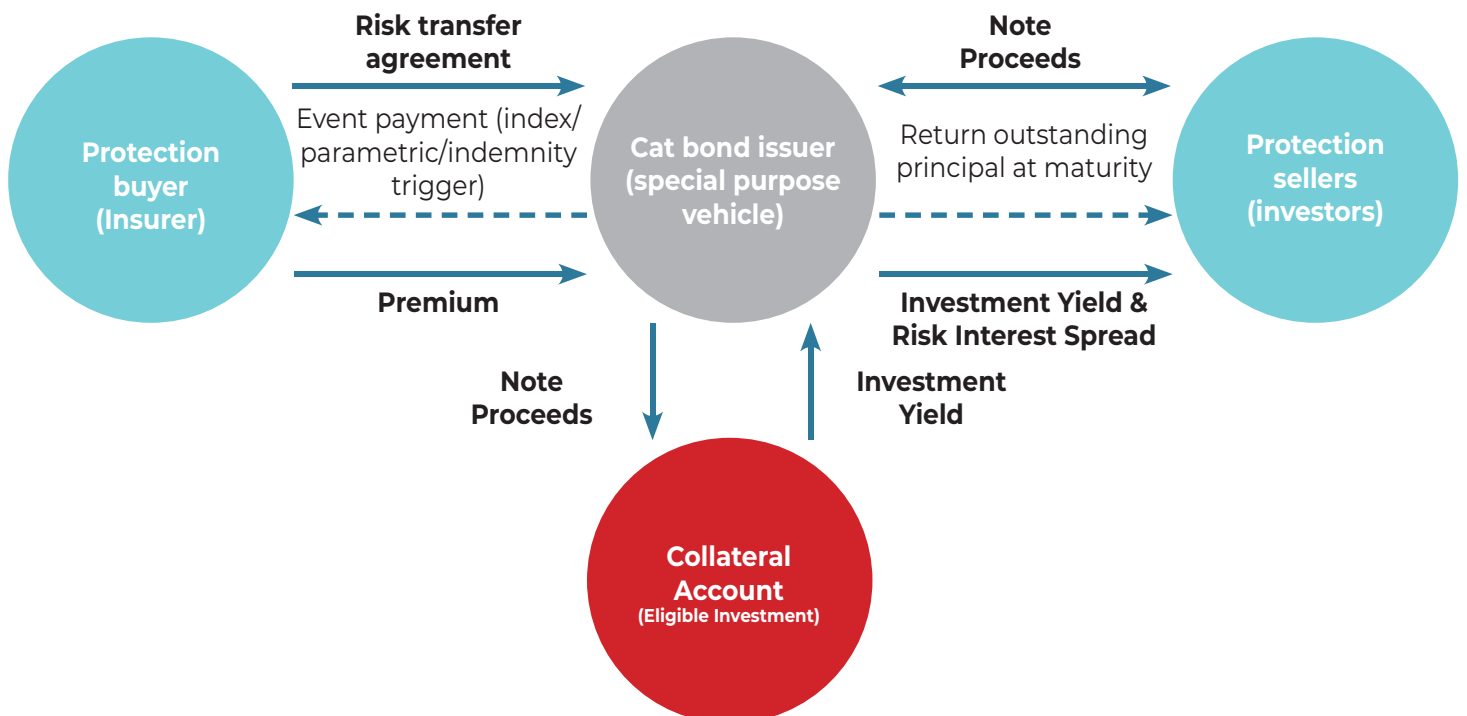 Risk transfer
agreement
Note
Proceeds
Protection
buyer
(Insurer)
Event payment (index/
parametric/indemnity
trigger)
Cat bond issuer
(special purpose
vehicle)
Return outstanding
principal at maturity
Protection
sellers
(investors)
Premium
Investment Yield &
Risk Interest Spread
Note
Proceeds
Investment
Yield
Collateral
Account
(Eligible Investment)